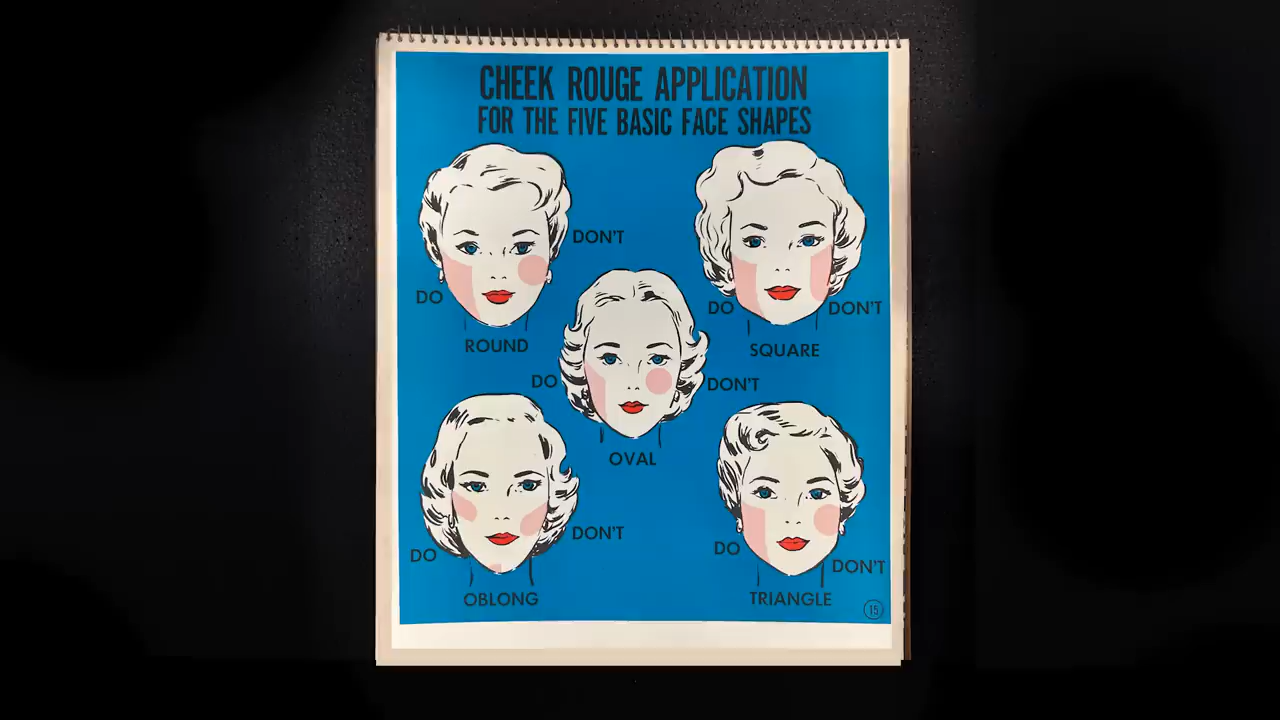 CHEEK ROUGE APPLICATION
FOR THE FIVE BASIC FACE SHAPES
DON'T
DO
ROUND
DO
DON'T
SQUARE
DO
DON'T
OVAL
DON'T
DO
OBLONG
DO
DON'T
TRIANGLE
15